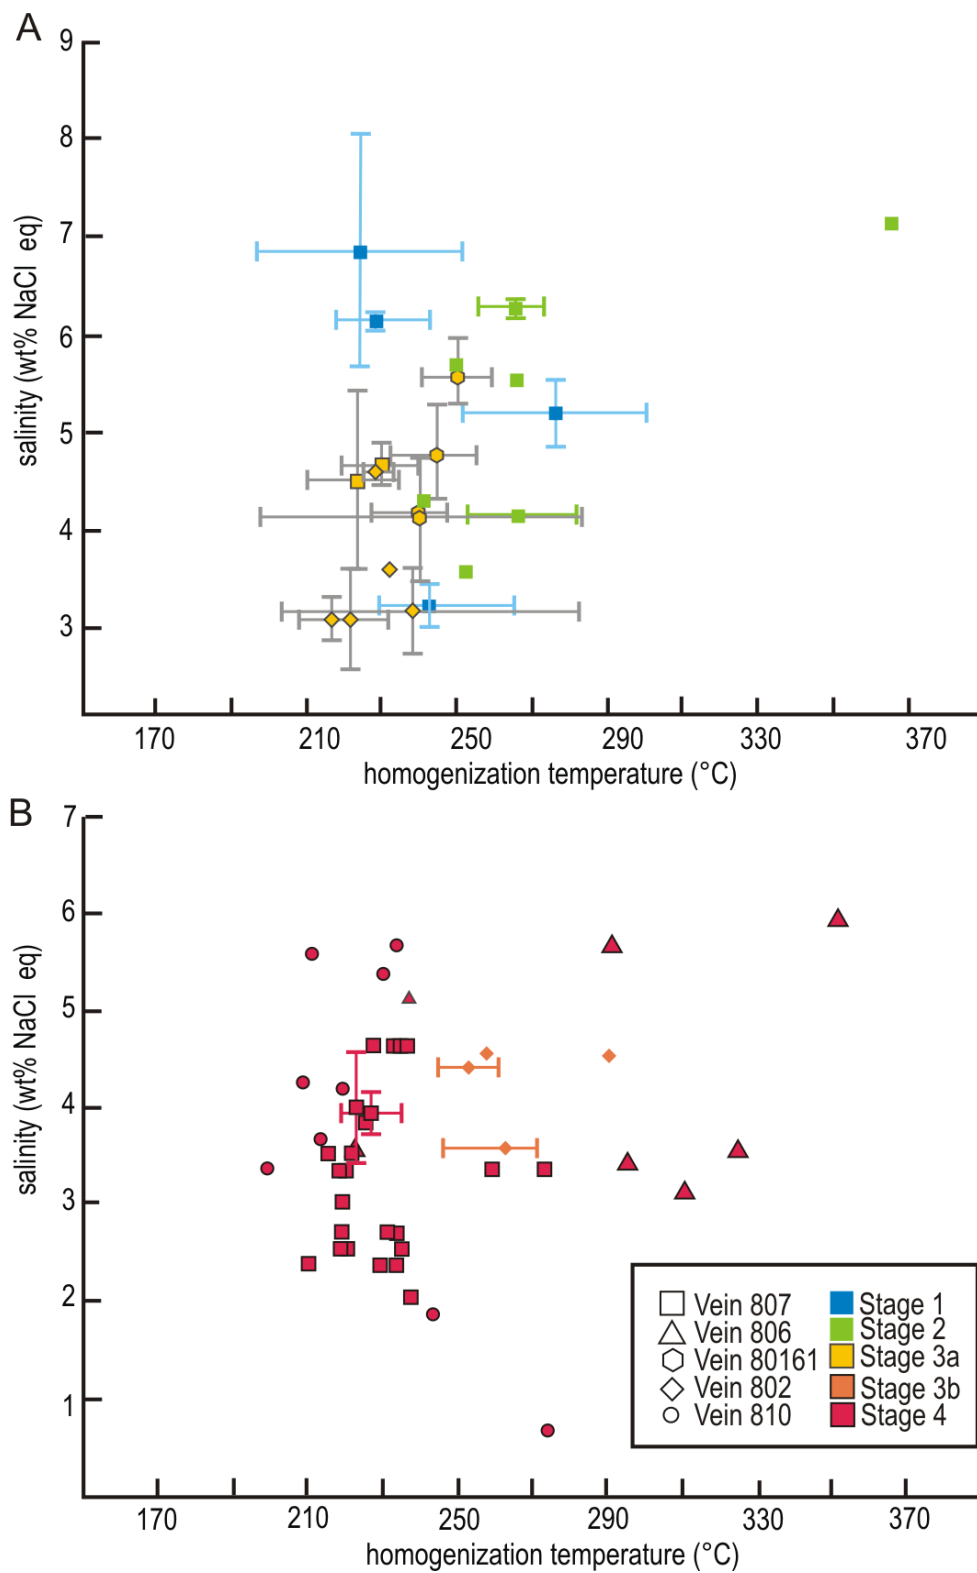 A
9
8
7
6
5
4
3
salinity (wt% NaCl eq)
170 210 250 290 330 370
homogenization temperature (°C)
B
7
6
5
4
3
2
1
salinity (wt% NaCl eq)
170 210 250 290 330 370
homogenization temperature (°C)
Vein 807 Stage 1
Vein 806 Stage 2
Vein 80161 Stage 3a
Vein 802 Stage 3b
Vein 810 Stage 4